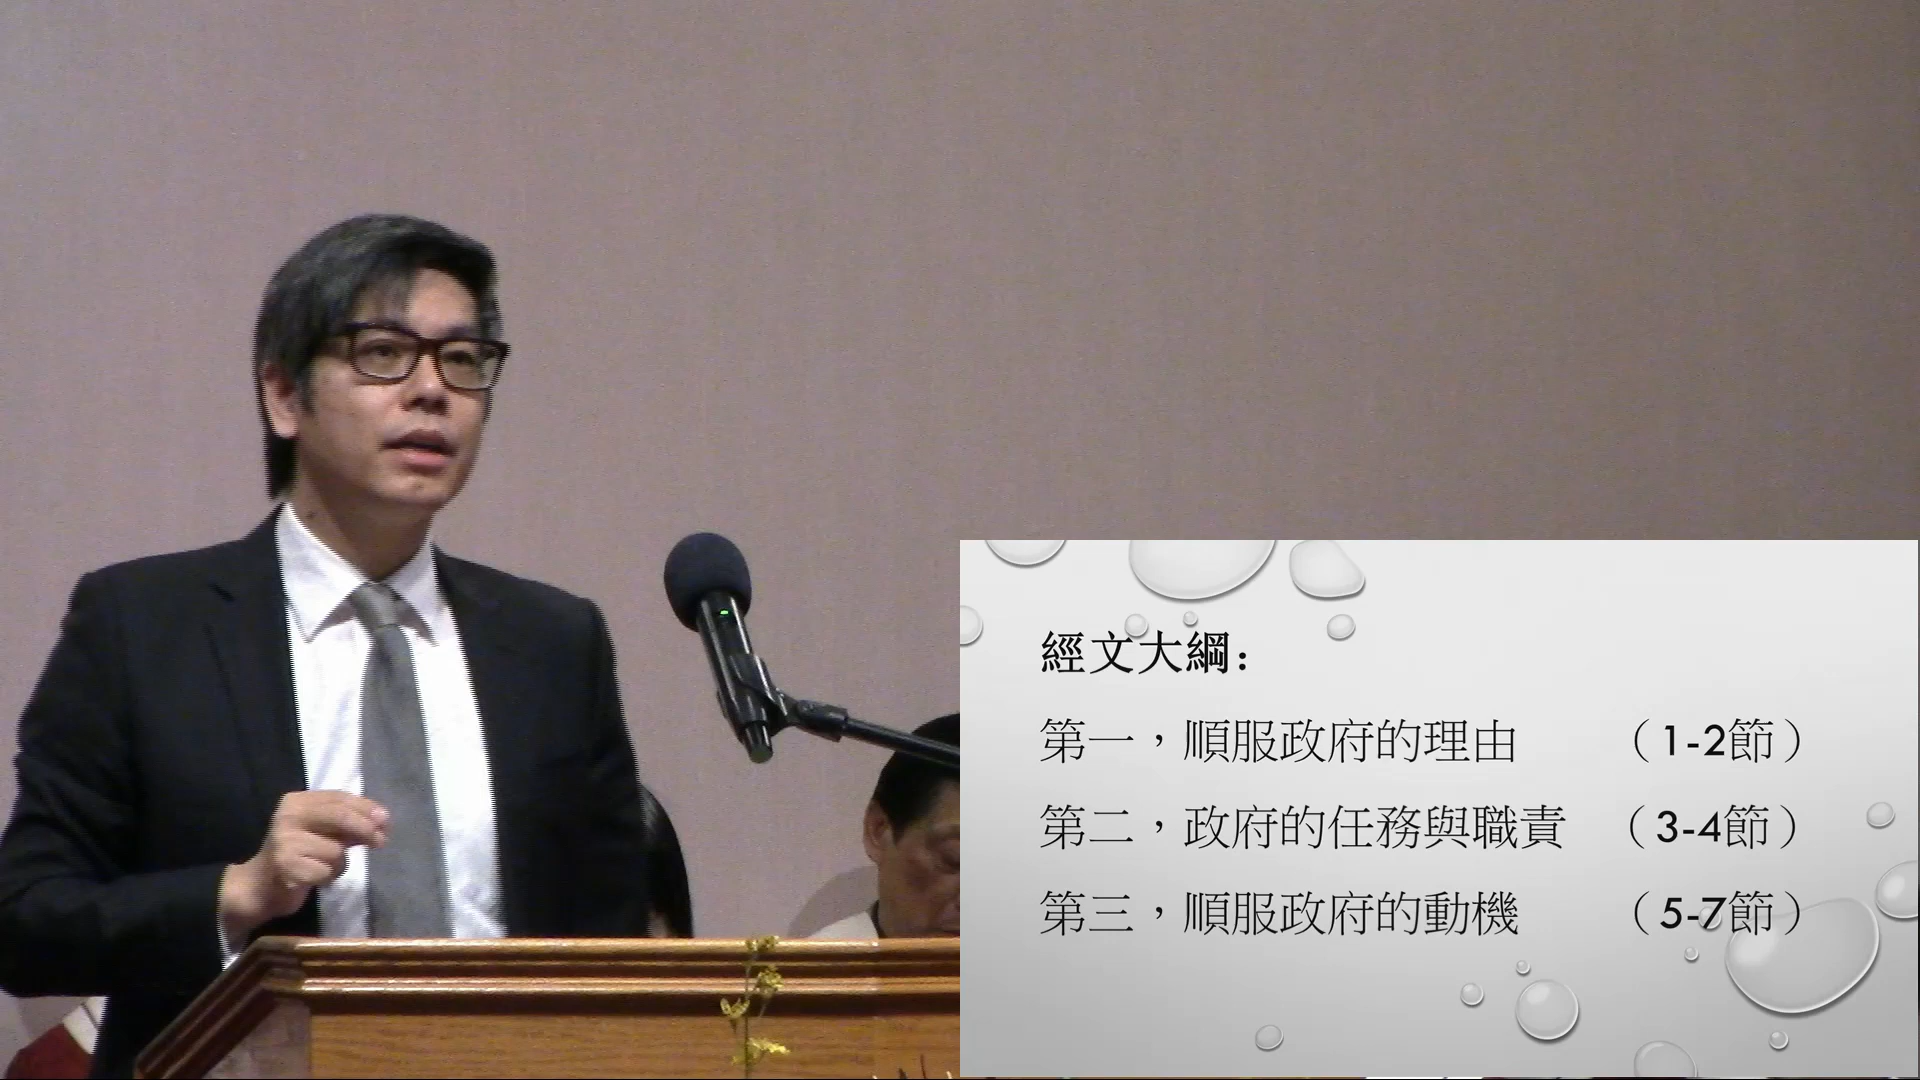 經文大綱:
第一，順服政府的理由 （1-2節）
第二，政府的任務與職責 （3-4節）
第三，順服政府的動機 （5-7節）